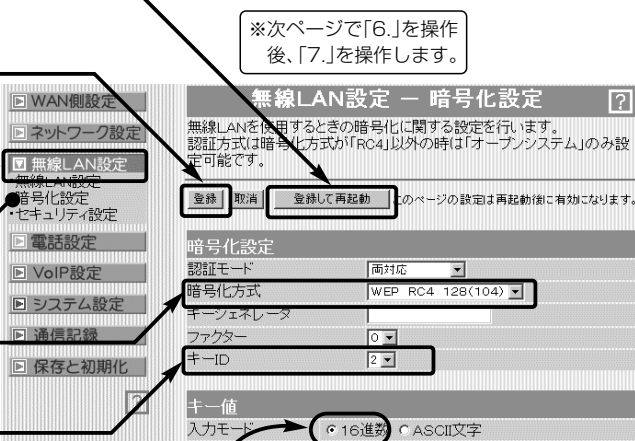 ※次ページで「6.」を操作
後、「7.」を操作します。
WAN側設定
ネットワーク設定
無線LAN設定
無線LAN設定
暗号化設定
・セキュリティ設定
電話設定
VoIP設定
システム設定
通信記録
保存と初期化
?
無線LAN設定 － 暗号化設定
?
無線LANを使用するときの暗号化に関する設定を行います。
認証方式は暗号化方式が「RC4」以外の時は「オープンシステム」のみ設
定可能です。
登録 取消 登録して再起動 このページの設定は再起動後に有効になります。
暗号化設定
認証モード 両対応
暗号化方式 WEP RC4 128(104)
キージェネレータ
ファクター 0
キーID 2
キー値
入力モード 16進数 ASCII文字